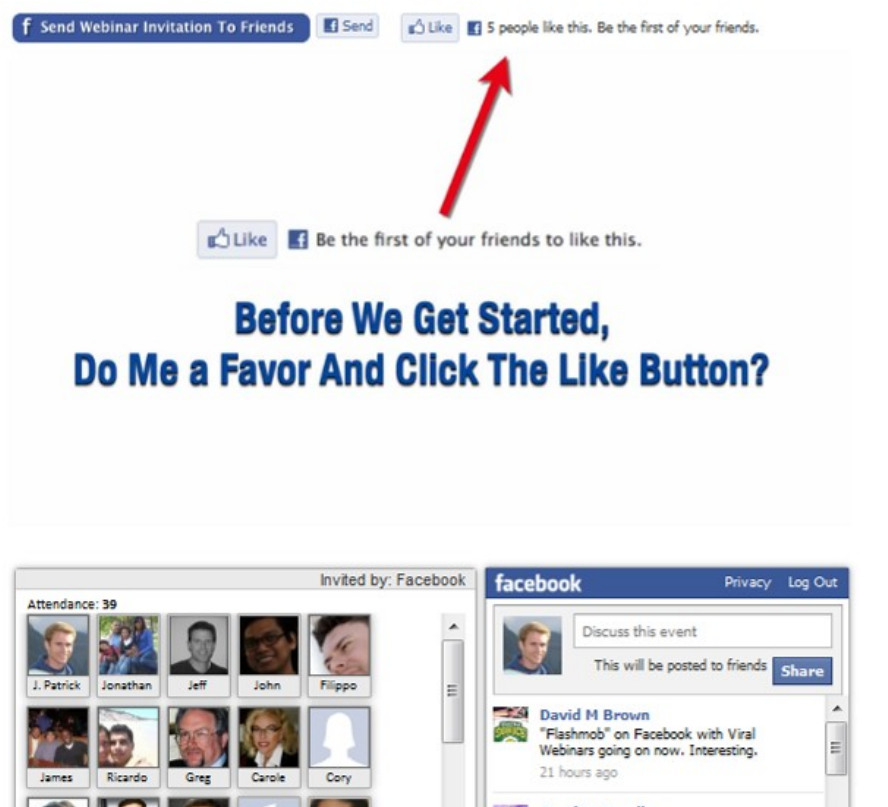 f Send Webinar Invitation To Friends
Send
Like
5 people like this. Be the first of your friends.
Like
Be the first of your friends to like this.
Before We Get Started,
Do Me a Favor And Click The Like Button?
Invited by: Facebook
Attendance: 39
J. Patrick
Jonathan
Jeff
John
Filippo
James
Ricardo
Greg
Carole
Cory
facebook
Privacy
Log Out
Discuss this event
This will be posted to friends
Share
David M Brown
"Flashmob" on Facebook with Viral
Webinars going on now. Interesting.
21 hours ago